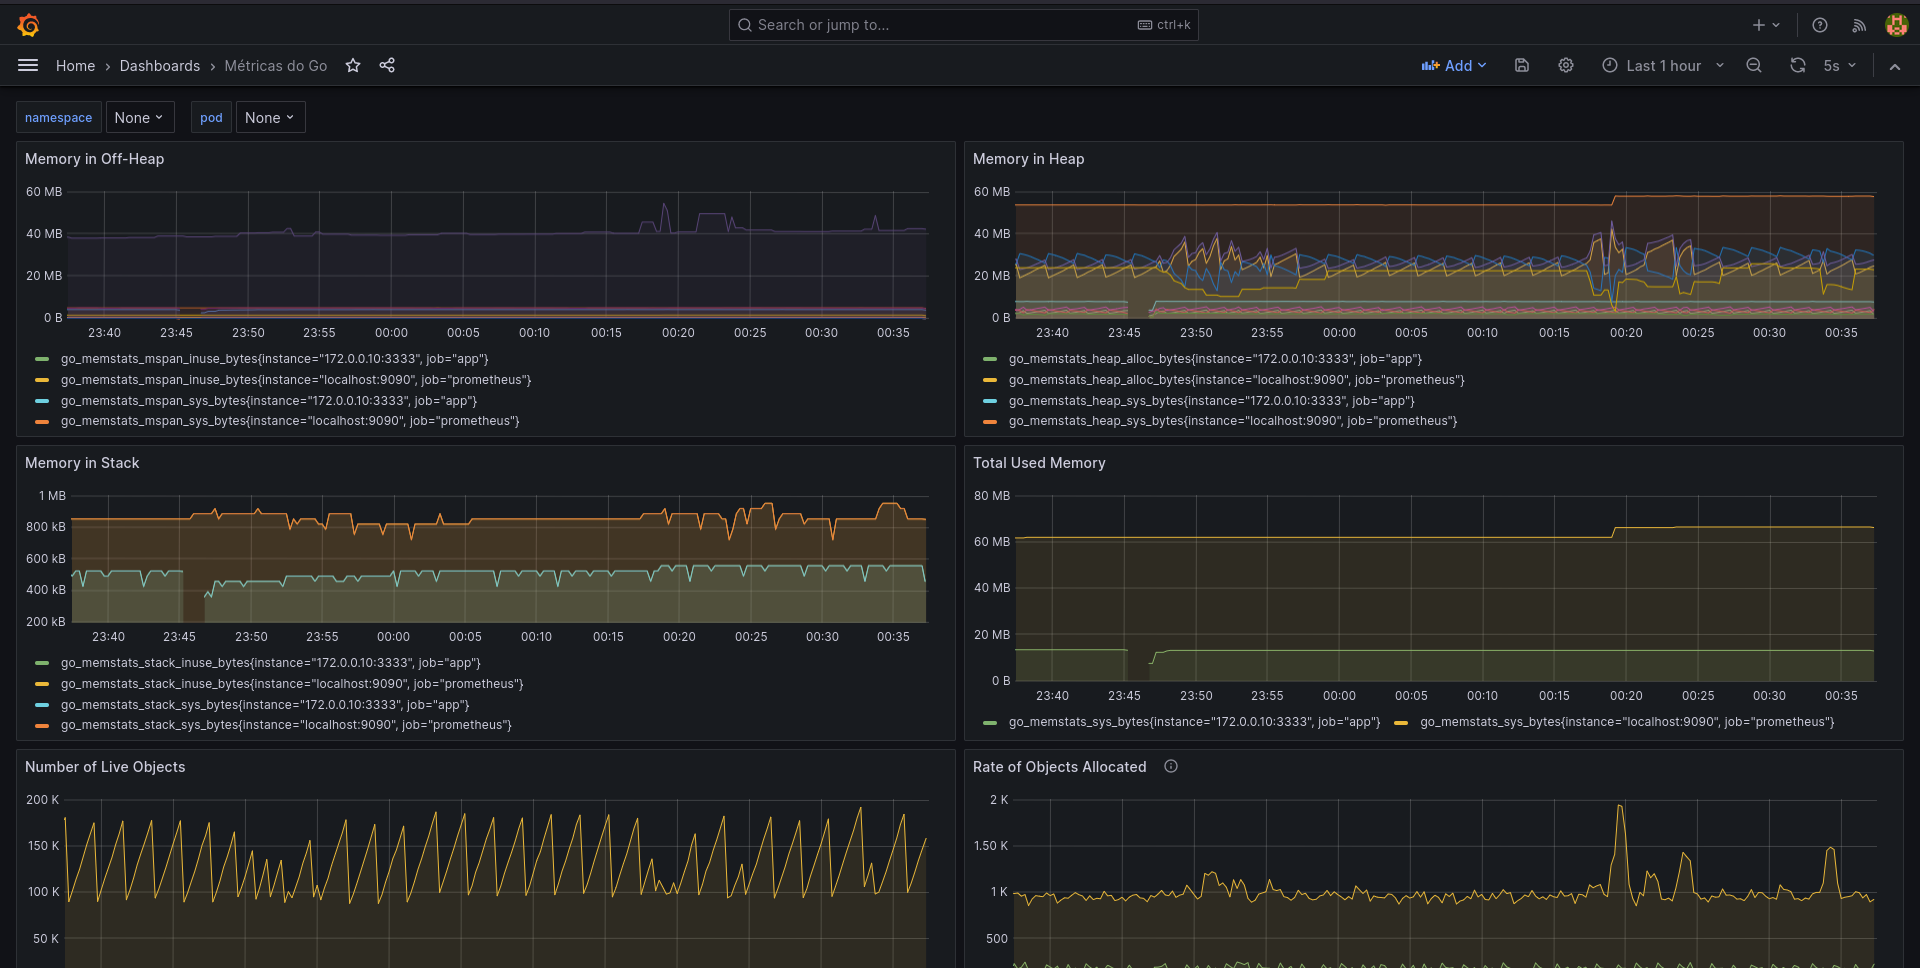 Search or jump to...
ctrl+k
Home › Dashboards › Métricas do Go
Add
Last 1 hour
5s
namespace None
pod None
Memory in Off-Heap
60 MB
40 MB
20 MB
0 B
23:40 23:45 23:50 23:55 00:00 00:05 00:10 00:15 00:20 00:25 00:30 00:35
go_memstats_mspan_inuse_bytes{instance="172.0.0.10:3333", job="app"}
go_memstats_mspan_inuse_bytes{instance="localhost:9090", job="prometheus"}
go_memstats_mspan_sys_bytes{instance="172.0.0.10:3333", job="app"}
go_memstats_mspan_sys_bytes{instance="localhost:9090", job="prometheus"}
Memory in Heap
60 MB
40 MB
20 MB
0 B
23:40 23:45 23:50 23:55 00:00 00:05 00:10 00:15 00:20 00:25 00:30 00:35
go_memstats_heap_alloc_bytes{instance="172.0.0.10:3333", job="app"}
go_memstats_heap_alloc_bytes{instance="localhost:9090", job="prometheus"}
go_memstats_heap_sys_bytes{instance="172.0.0.10:3333", job="app"}
go_memstats_heap_sys_bytes{instance="localhost:9090", job="prometheus"}
Memory in Stack
1 MB
800 kB
600 kB
400 kB
200 kB
23:40 23:45 23:50 23:55 00:00 00:05 00:10 00:15 00:20 00:25 00:30 00:35
go_memstats_stack_inuse_bytes{instance="172.0.0.10:3333", job="app"}
go_memstats_stack_inuse_bytes{instance="localhost:9090", job="prometheus"}
go_memstats_stack_sys_bytes{instance="172.0.0.10:3333", job="app"}
go_memstats_stack_sys_bytes{instance="localhost:9090", job="prometheus"}
Total Used Memory
80 MB
60 MB
40 MB
20 MB
0 B
23:40 23:45 23:50 23:55 00:00 00:05 00:10 00:15 00:20 00:25 00:30 00:35
go_memstats_sys_bytes{instance="172.0.0.10:3333", job="app"} go_memstats_sys_bytes{instance="localhost:9090", job="prometheus"}
Number of Live Objects
200 K
150 K
100 K
50 K
Rate of Objects Allocated
2 K
1.50 K
1 K
500